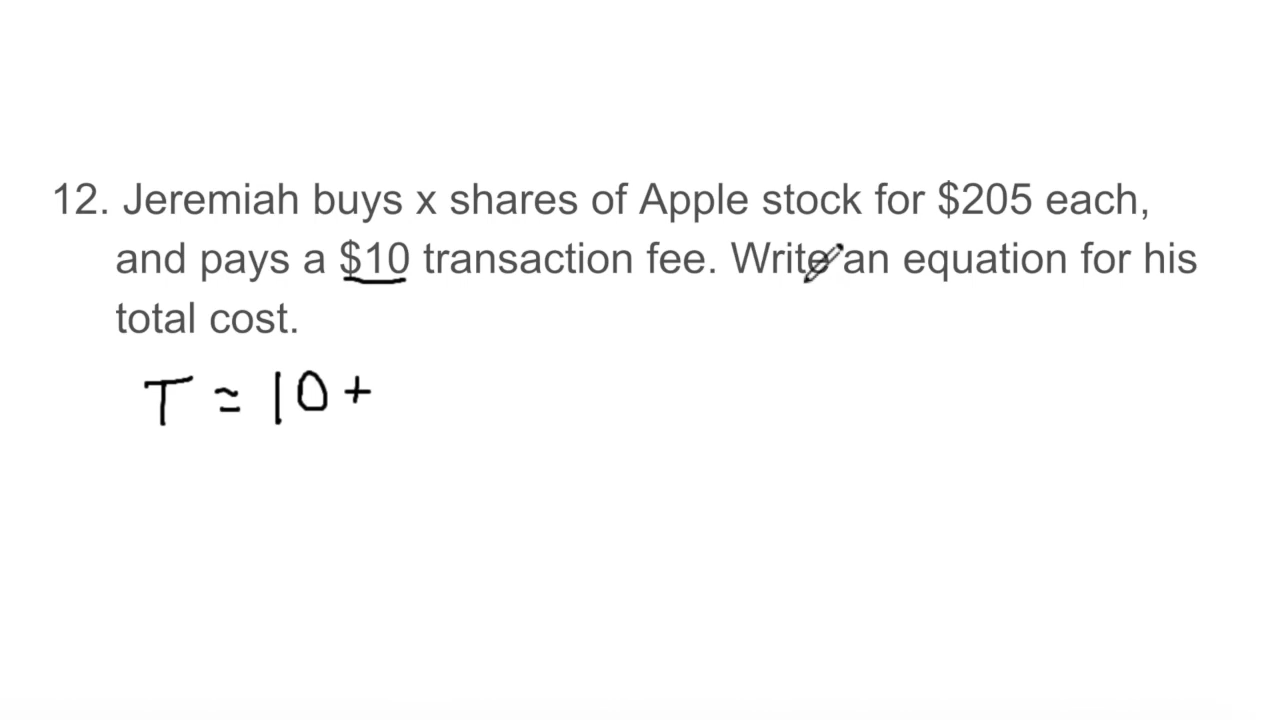 12. Jeremiah buys x shares of Apple stock for $205 each,
and pays a $10 transaction fee. Write an equation for his
total cost.
T = 10 +